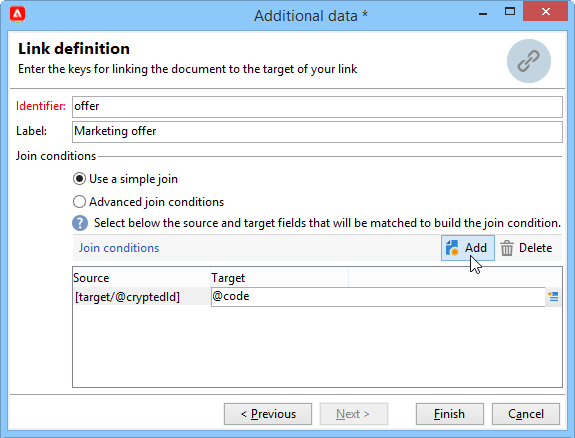 Additional data *
Link definition
Enter the keys for linking the document to the target of your link
Identifier: offer
Label: Marketing offer
Join conditions
Use a simple join
Advanced join conditions
? Select below the source and target fields that will be matched to build the join condition.
Join conditions Add Delete
Source Target
[target/@cryptedId] @code
< Previous Next > Finish Cancel